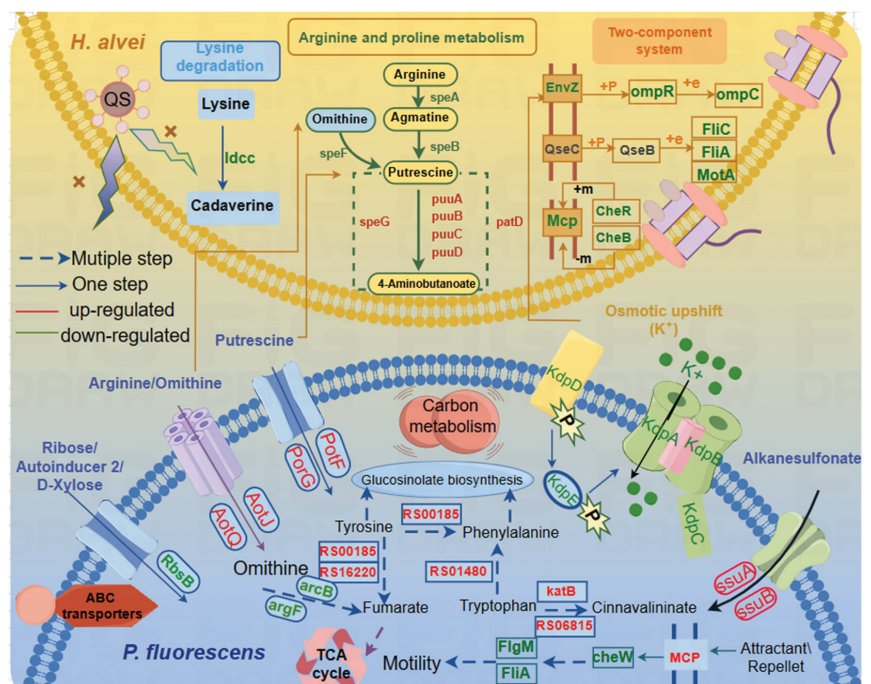 H. alvei
Lysine
degradation
Arginine and proline metabolism
Two-component
system
QS
Lysine
ldcc
Cadaverine
Arginine
speA
Omithine
Agmatine
speF
speB
Putrescine
speG
puuA
puuB
puuC
puuD
patD
4-Aminobutanoate
EnvZ
+P
ompR
+e
ompC
QseC
+P
QseB
+e
FliC
FliA
MotA
+m
Mcp
CheR
CheB
-m
Mutiple step
One step
up-regulated
down-regulated
Putrescine
Arginine/Omithine
Osmotic upshift
(K+)
Ribose/
Autoinducer 2/
D-Xylose
Carbon
metabolism
KdpD
P
K+
KdpA
KdpB
KdpC
Alkanesulfonate
PorG
PotF
AotQ
AotJ
RbsB
Glucosinolate biosynthesis
KdpE
P
Tyrosine
RS00185
Phenylalanine
RS00185
RS16220
RS01480
Omithine
arcB
argF
Fumarate
Tryptophan
katB
Cinnavalininate
RS06815
ssuA
ssuB
ABC
transporters
P. fluorescens
TCA
cycle
Motility
FlgM
FliA
cheW
MCP
Attractant\
Repellet